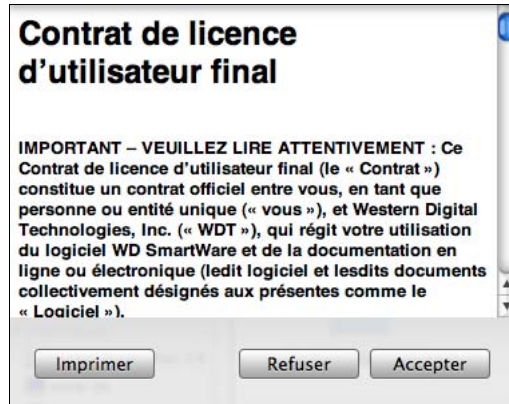 Contrat de licence
d’utilisateur final
IMPORTANT – VEUILLEZ LIRE ATTENTIVEMENT : Ce
Contrat de licence d’utilisateur final (le « Contrat »)
constitue un contrat officiel entre vous, en tant que
personne ou entité unique (« vous »), et Western Digital
Technologies, Inc. (« WDT »), qui régit votre utilisation
du logiciel WD SmartWare et de la documentation en
ligne ou électronique (ledit logiciel et lesdits documents
collectivement désignés aux présentes comme le
« Logiciel »).
Imprimer Refuser Accepter